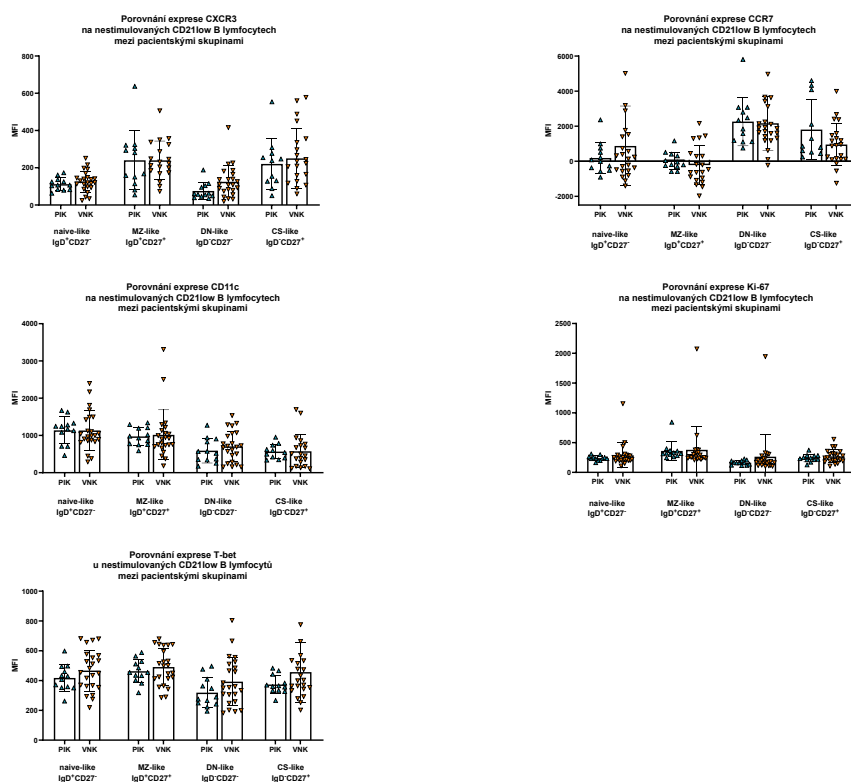 Porovnání exprese CXCR3
na nestimulovaných CD21low B lymfocytech
mezi pacientskými skupinami
800
600
400
200
0
MFI
PIK VNK PIK VNK PIK VNK PIK VNK
naive-like MZ-like DN-like CS-like
IgD⁺CD27⁻ IgD⁺CD27⁺ IgD⁻CD27⁻ IgD⁻CD27⁺
Porovnání exprese CCR7
na nestimulovaných CD21low B lymfocytech
mezi pacientskými skupinami
6000
4000
2000
0
-2000
MFI
PIK VNK PIK VNK PIK VNK PIK VNK
naive-like MZ-like DN-like CS-like
IgD⁺CD27⁻ IgD⁺CD27⁺ IgD⁻CD27⁻ IgD⁻CD27⁺
Porovnání exprese CD11c
na nestimulovaných CD21low B lymfocytech
mezi pacientskými skupinami
4000
3000
2000
1000
0
MFI
PIK VNK PIK VNK PIK VNK PIK VNK
naive-like MZ-like DN-like CS-like
IgD⁺CD27⁻ IgD⁺CD27⁺ IgD⁻CD27⁻ IgD⁻CD27⁺
Porovnání exprese Ki-67
na nestimulovaných CD21low B lymfocytech
mezi pacientskými skupinami
2500
2000
1500
1000
500
0
MFI
PIK VNK PIK VNK PIK VNK PIK VNK
naive-like MZ-like DN-like CS-like
IgD⁺CD27⁻ IgD⁺CD27⁺ IgD⁻CD27⁻ IgD⁻CD27⁺
Porovnání exprese T-bet
u nestimulovaných CD21low B lymfocytů
mezi pacientskými skupinami
1000
800
600
400
200
0
MFI
PIK VNK PIK VNK PIK VNK PIK VNK
naive-like MZ-like DN-like CS-like
IgD⁺CD27⁻ IgD⁺CD27⁺ IgD⁻CD27⁻ IgD⁻CD27⁺